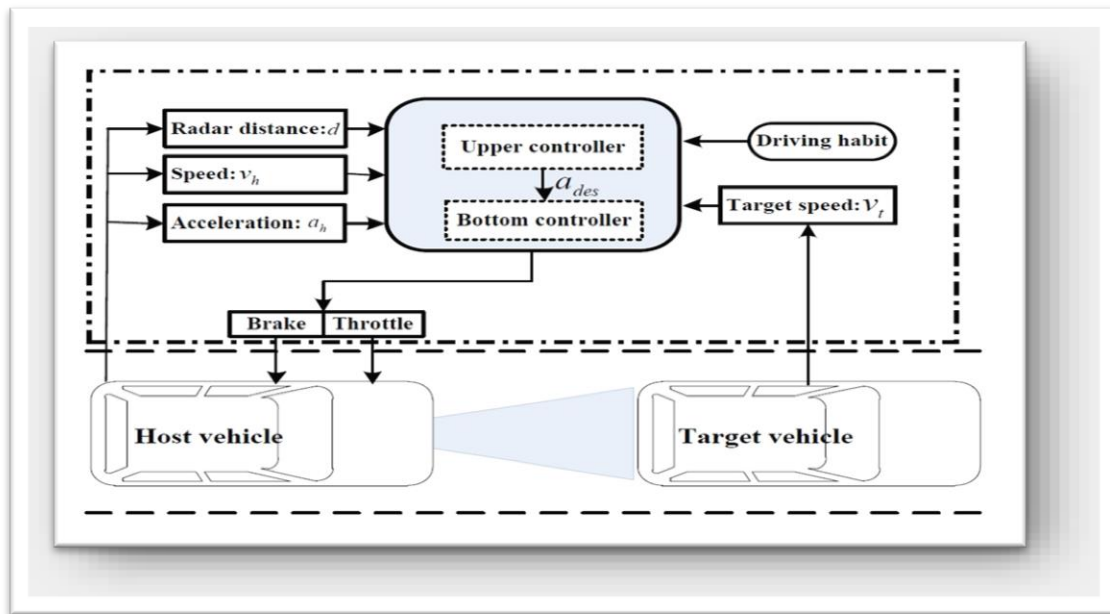 Radar distance: d
Speed: v_h
Acceleration: a_h
Upper controller
a_des
Bottom controller
Driving habit
Target speed: v_t
Brake
Throttle
Host vehicle
Target vehicle